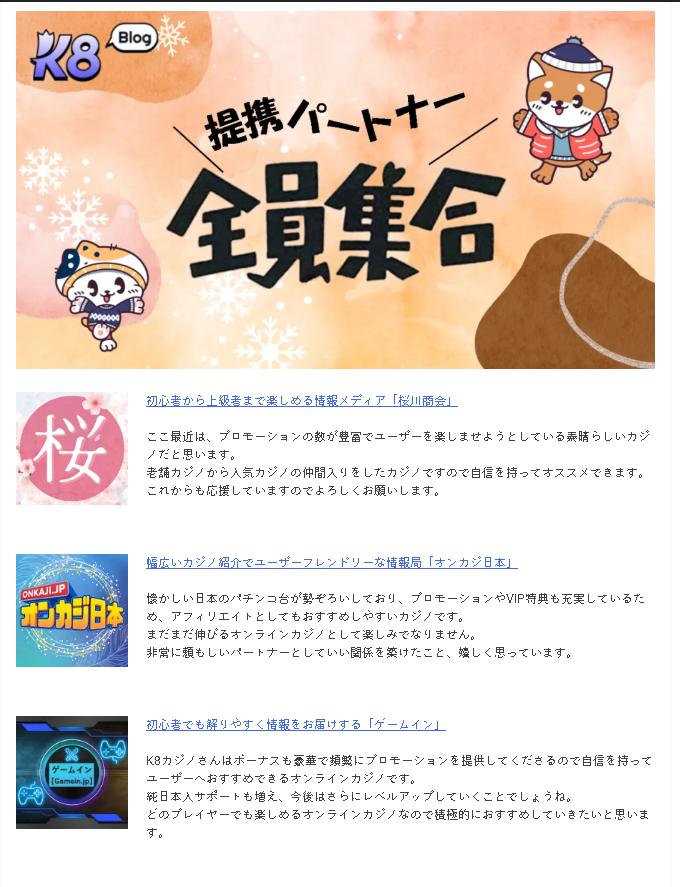 K8 Blog
提携パートナー
全員集合
桜
初心者から上級者まで楽しめる情報メディア「桜川商会」
ここ最近は、プロモーションの数が豊富でユーザーを楽しませようとしている素晴らしいカジ
ノだと思います。
老舗カジノから人気カジノの仲間入りをしたカジノですので自信を持ってオススメできます。
これからも応援していますのでよろしくお願いします。
ONKAJI.JP
オンカジ日本
幅広いカジノ紹介でユーザーフレンドリーな情報局「オンカジ日本」
懐かしい日本のパチンコ台が勢ぞろいしており、プロモーションやVIP特典も充実しているた
め、アフィリエイトとしてもおすすめしやすいカジノです。
まだまだ伸びるオンラインカジノとして楽しみでなりません。
非常に頼もしいパートナーとしていい関係を築けたこと、嬉しく思っています。
ゲームイン
【Gamein.jp】
初心者でも解りやすく情報をお届けする「ゲームイン」
K8カジノさんはボーナスも豪華で頻繁にプロモーションを提供してくださるので自信を持って
ユーザーへおすすめできるオンラインカジノです。
純日本人サポートも増え、今後はさらにレベルアップしていくことでしょうね。
どのプレイヤーでも楽しめるオンラインカジノなので積極的におすすめしていきたいと思いま
す。